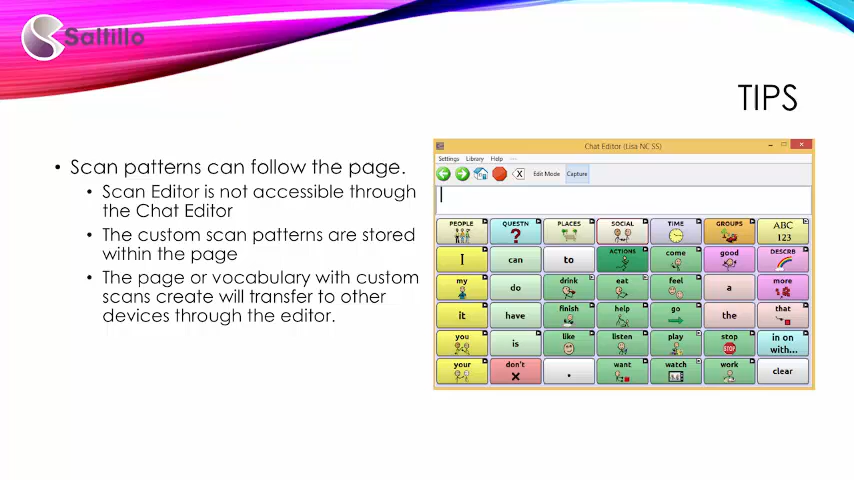 Saltillo
TIPS
• Scan patterns can follow the page.
• Scan Editor is not accessible through
the Chat Editor
• The custom scan patterns are stored
within the page
• The page or vocabulary with custom
scans create will transfer to other
devices through the editor.
Chat Editor (Lisa NC SS)
Settings Library Help
X Edit Mode Capture
PEOPLE QUESTN PLACES SOCIAL TIME GROUPS ABC
123
I can to ACTIONS come good DESCRB
my do drink eat feel a more
it have finish help go the that
you is like listen play stop in on
with...
STOP
your don't . want watch work clear